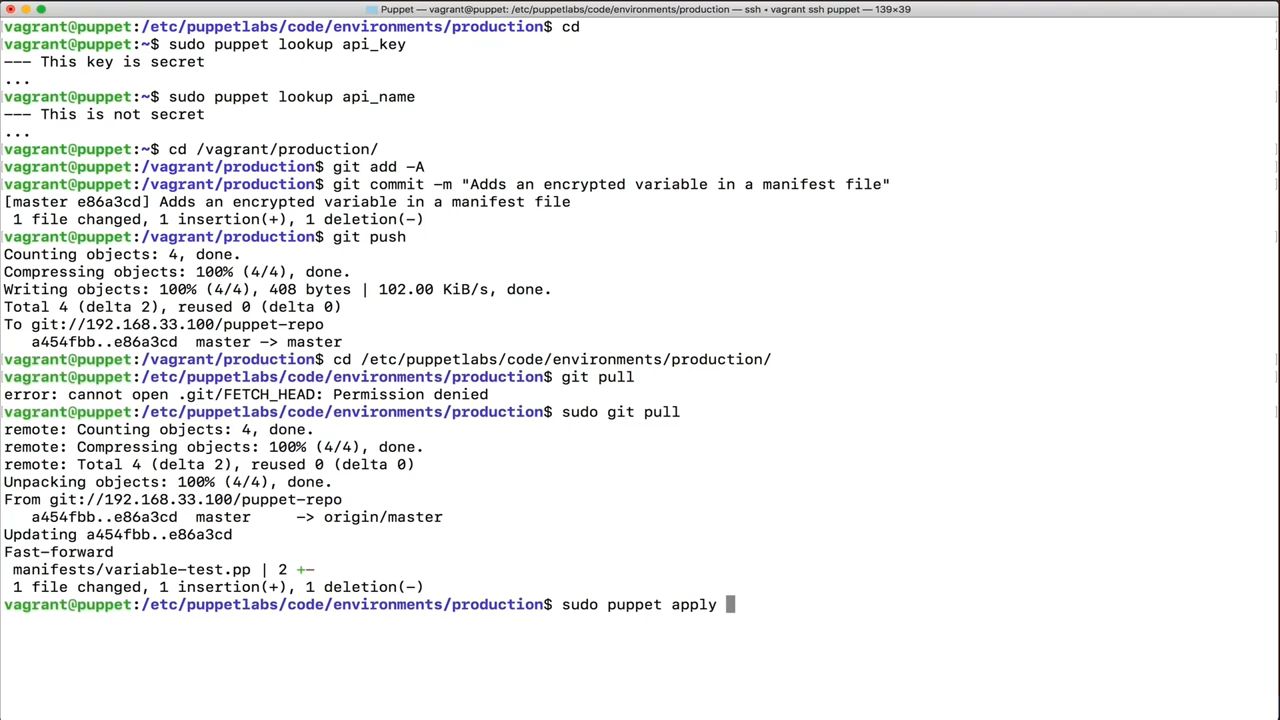 Puppet — vagrant@puppet: /etc/puppetlabs/code/environments/production — ssh ◂ vagrant ssh puppet — 139×39
vagrant@puppet:/etc/puppetlabs/code/environments/production$ cd
vagrant@puppet:~$ sudo puppet lookup api_key
--- This key is secret
...
vagrant@puppet:~$ sudo puppet lookup api_name
--- This is not secret
...
vagrant@puppet:~$ cd /vagrant/production/
vagrant@puppet:/vagrant/production$ git add -A
vagrant@puppet:/vagrant/production$ git commit -m "Adds an encrypted variable in a manifest file"
[master e86a3cd] Adds an encrypted variable in a manifest file
 1 file changed, 1 insertion(+), 1 deletion(-)
vagrant@puppet:/vagrant/production$ git push
Counting objects: 4, done.
Compressing objects: 100% (4/4), done.
Writing objects: 100% (4/4), 408 bytes | 102.00 KiB/s, done.
Total 4 (delta 2), reused 0 (delta 0)
To git://192.168.33.100/puppet-repo
   a454fbb..e86a3cd  master -> master
vagrant@puppet:/vagrant/production$ cd /etc/puppetlabs/code/environments/production/
vagrant@puppet:/etc/puppetlabs/code/environments/production$ git pull
error: cannot open .git/FETCH_HEAD: Permission denied
vagrant@puppet:/etc/puppetlabs/code/environments/production$ sudo git pull
remote: Counting objects: 4, done.
remote: Compressing objects: 100% (4/4), done.
remote: Total 4 (delta 2), reused 0 (delta 0)
Unpacking objects: 100% (4/4), done.
From git://192.168.33.100/puppet-repo
   a454fbb..e86a3cd  master     -> origin/master
Updating a454fbb..e86a3cd
Fast-forward
 manifests/variable-test.pp | 2 +-
 1 file changed, 1 insertion(+), 1 deletion(-)
vagrant@puppet:/etc/puppetlabs/code/environments/production$ sudo puppet apply